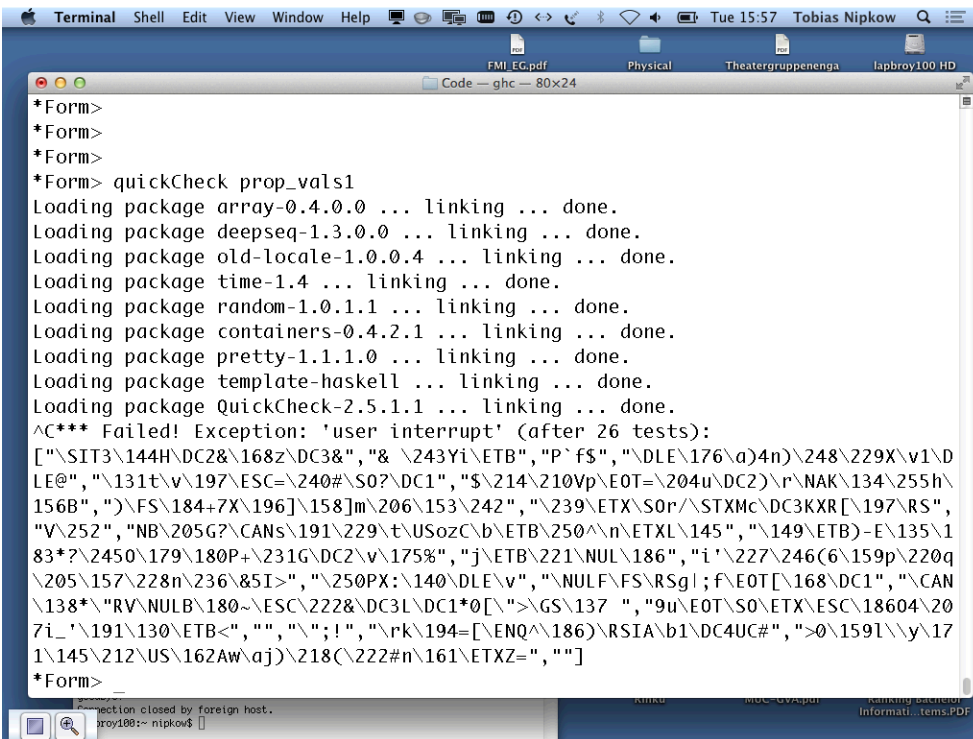 Terminal Shell Edit View Window Help Tue 15:57 Tobias Nipkow
FMI_EG.pdf Physical Theatergruppenenga lapbroy100 HD
Code — ghc — 80×24
*Form>
*Form>
*Form>
*Form> quickCheck prop_vals1
Loading package array-0.4.0.0 ... linking ... done.
Loading package deepseq-1.3.0.0 ... linking ... done.
Loading package old-locale-1.0.0.4 ... linking ... done.
Loading package time-1.4 ... linking ... done.
Loading package random-1.0.1.1 ... linking ... done.
Loading package containers-0.4.2.1 ... linking ... done.
Loading package pretty-1.1.1.0 ... linking ... done.
Loading package template-haskell ... linking ... done.
Loading package QuickCheck-2.5.1.1 ... linking ... done.
^C*** Failed! Exception: 'user interrupt' (after 26 tests):
["\SIT3\144H\DC2&\168z\DC3&","& \243Yi\ETB","P`f$","\DLE\176\a)4n)\248\229X\v1\D
LE@","\131t\v\197\ESC=\240#\SO?\DC1","$\214\210Vp\EOT=\204u\DC2)\r\NAK\134\255h\
156B",")\FS\184+7X\196]\158]m\206\153\242","\239\ETX\SOr/\STXMc\DC3KXR[\197\RS",
"V\252","NB\205G?\CANs\191\229\t\USozC\b\ETB\250^\n\ETXL\145","\149\ETB)-E\135\1
83*?\245O\179\180P+\231G\DC2\v\175%","j\ETB\221\NUL\186","i'\227\246(6\159p\220q
\205\157\228n\236\&5I>","\250PX:\140\DLE\v","\NULF\FS\RSg|;f\EOT[\168\DC1","\CAN
\138*\"RV\NULB\180~\ESC\222&\DC3L\DC1*0[\">\GS\137 ","9u\EOT\SO\ETX\ESC\186O4\20
7i_'\191\130\ETB<","","\";!","\rk\194=[\ENQ^\186)\RSIA\b1\DC4UC#",">0\159l\\y\17
1\145\212\US\162Aw\aj)\218(\222#n\161\ETXZ=",""]
*Form> _
Connection closed by foreign host.
proy100:~ nipkow$
MUC-GVA.pdf Ranking Bachelor
Informati...tems.PDF